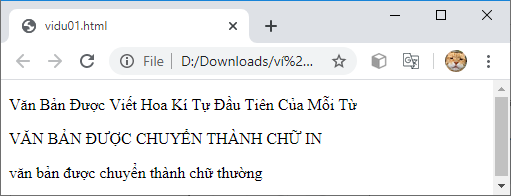 vidu01.html
File
D:/Downloads/ví%2...
Văn Bản Được Viết Hoa Kí Tự Đầu Tiên Của Mỗi Từ
VĂN BẢN ĐƯỢC CHUYỂN THÀNH CHỮ IN
văn bản được chuyển thành chữ thường